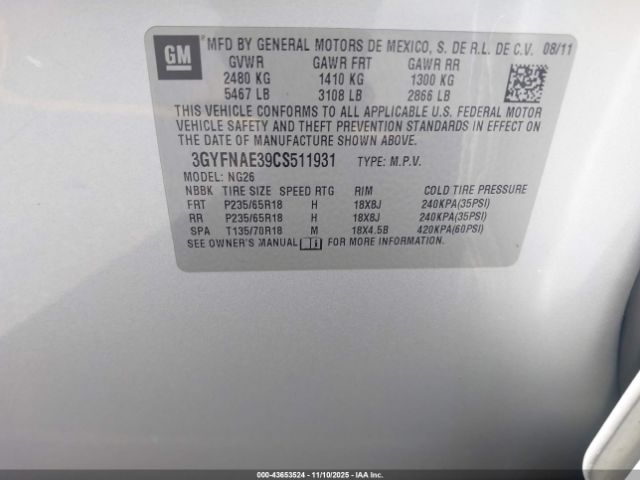 GM
MFD BY GENERAL MOTORS DE MEXICO, S. DE R.L. DE C.V. 08/11
GVWR GAWR FRT GAWR RR
2480 KG 1410 KG 1300 KG
5467 LB 3108 LB 2866 LB
THIS VEHICLE CONFORMS TO ALL APPLICABLE U.S. FEDERAL MOTOR
VEHICLE SAFETY AND THEFT PREVENTION STANDARDS IN EFFECT ON
THE DATE OF MANUFACTURE SHOWN ABOVE.
3GYFNAE39CS511931 TYPE: M.P.V.
MODEL: NG26
NBBK TIRE SIZE SPEED RTG RIM COLD TIRE PRESSURE
FRT P235/65R18 H 18X8J 240KPA(35PSI)
RR P235/65R18 H 18X8J 240KPA(35PSI)
SPA T135/70R18 M 18X4.5B 420KPA(60PSI)
SEE OWNER'S MANUAL FOR MORE INFORMATION.
000-43653524 - 11/10/2025 - IAAI.com